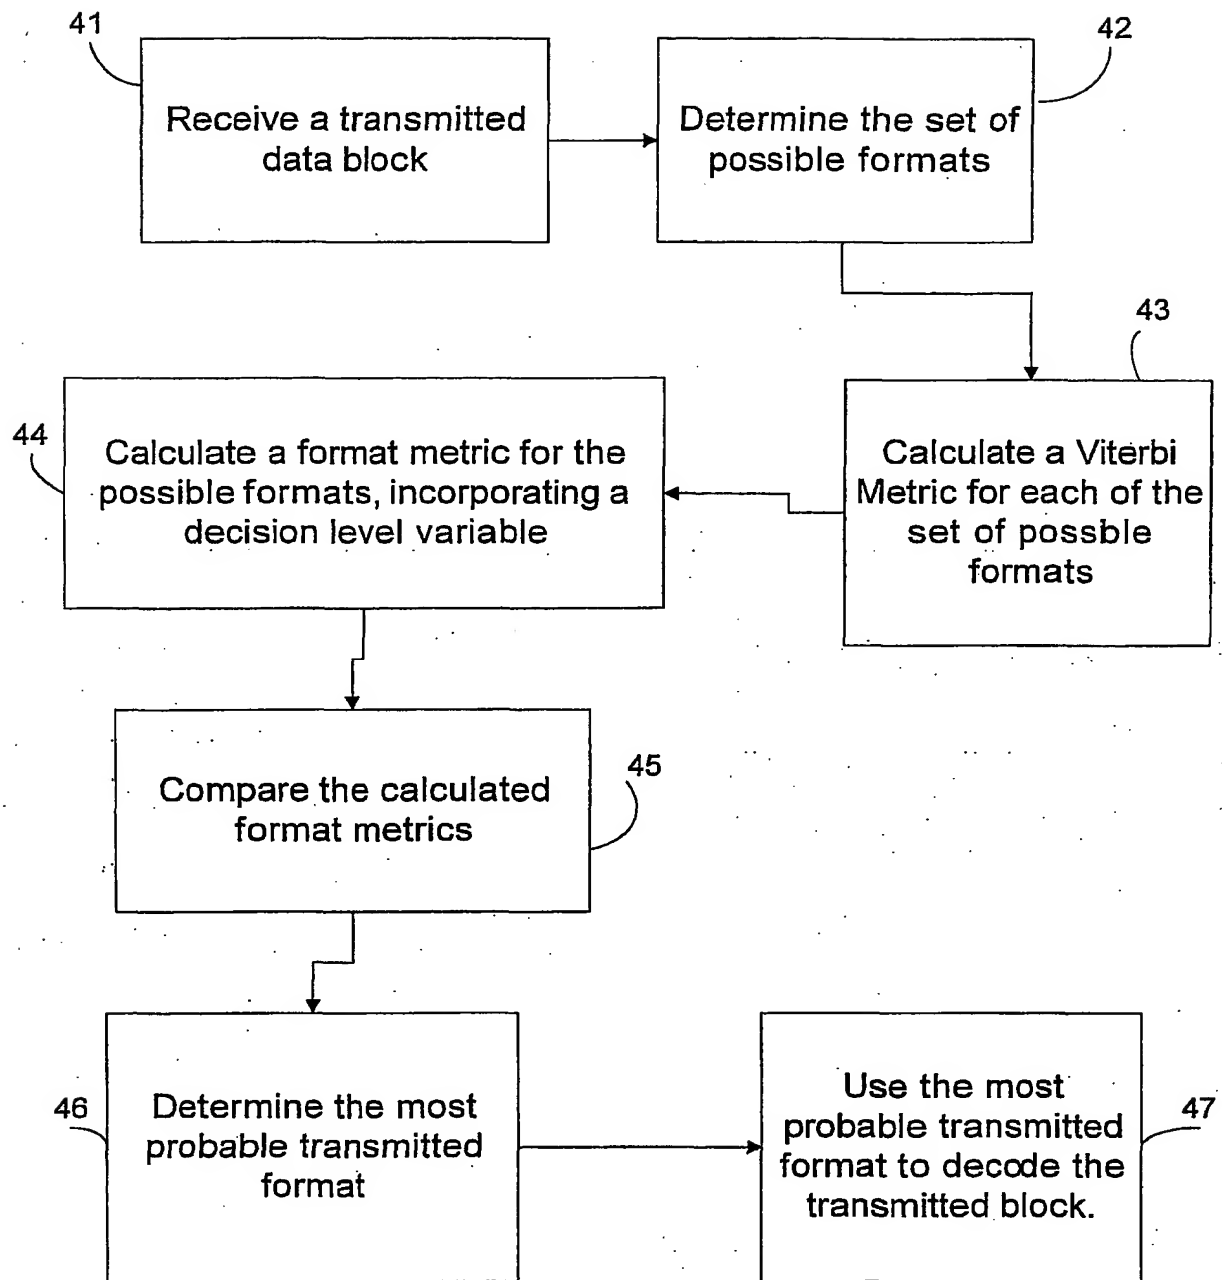 41
Receive a transmitted
data block
42
Determine the set of
possible formats
43
Calculate a Viterbi
Metric for each of the
set of possble
formats
44
Calculate a format metric for the
possible formats, incorporating a
decision level variable
45
Compare the calculated
format metrics
46
Determine the most
probable transmitted
format
47
Use the most
probable transmitted
format to decode the
transmitted block.